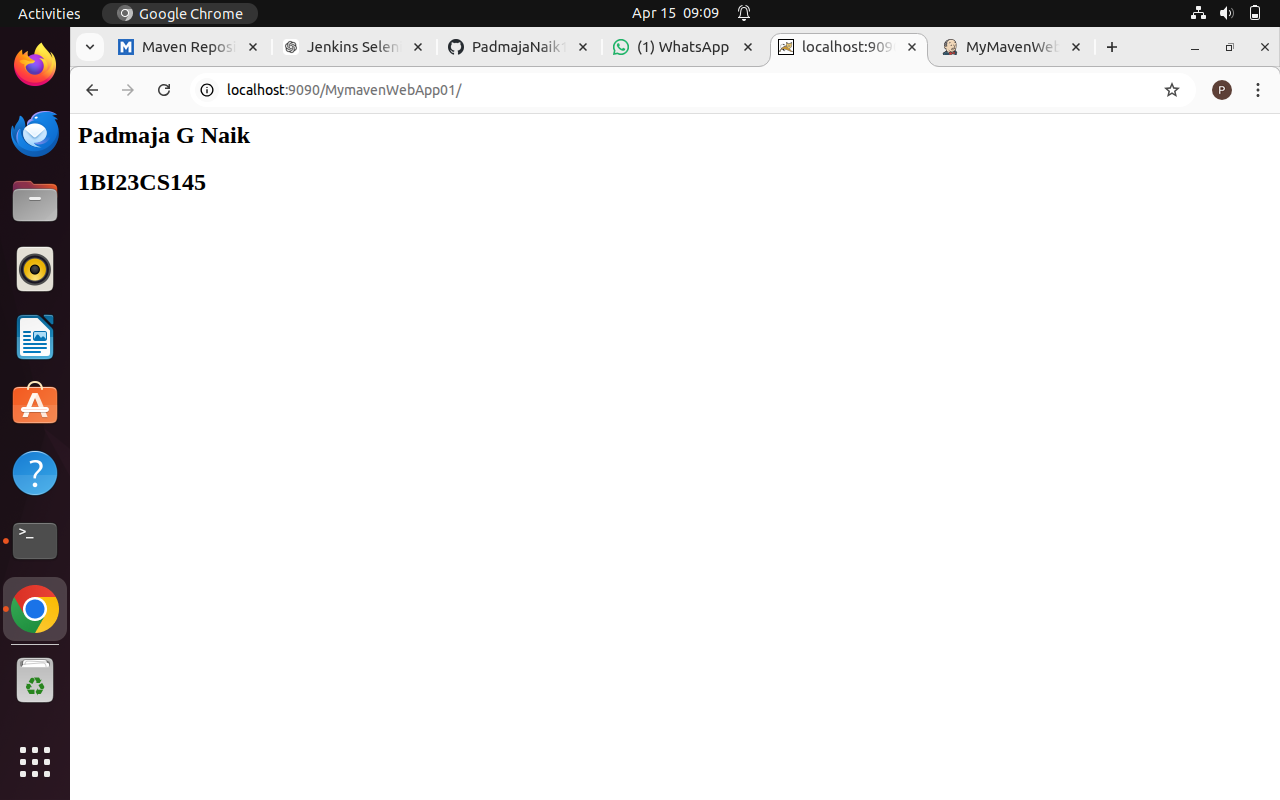 Activities
Google Chrome
Apr 15 09:09
Maven Reposi
Jenkins Selen
PadmajaNaik1
(1) WhatsApp
localhost:909
MyMavenWeb
localhost:9090/MymavenWebApp01/
P
Padmaja G Naik
1BI23CS145